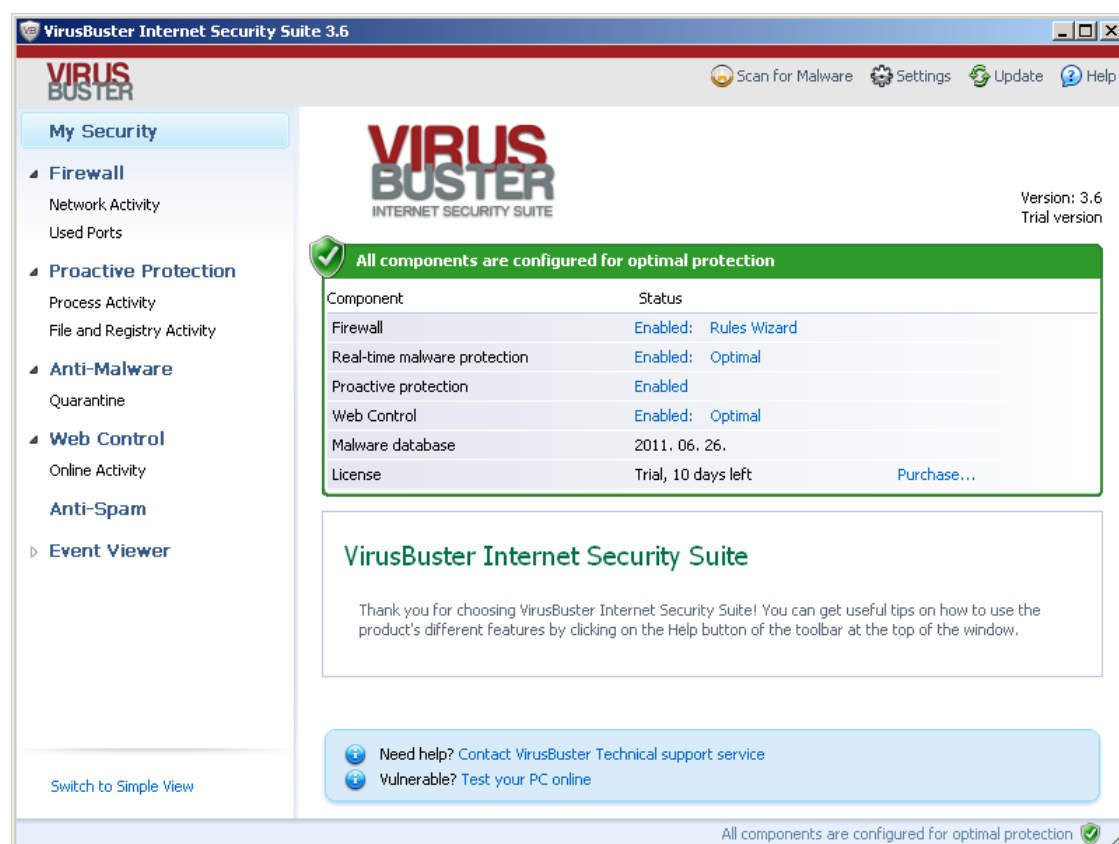 VirusBuster Internet Security Suite 3.6
VIRUS
BUSTER
Scan for Malware Settings Update Help
My Security
Firewall
Network Activity
Used Ports
Proactive Protection
Process Activity
File and Registry Activity
Anti-Malware
Quarantine
Web Control
Online Activity
Anti-Spam
Event Viewer
Switch to Simple View
VIRUS
BUSTER
INTERNET SECURITY SUITE
Version: 3.6
Trial version
All components are configured for optimal protection
Component Status
Firewall Enabled: Rules Wizard
Real-time malware protection Enabled: Optimal
Proactive protection Enabled
Web Control Enabled: Optimal
Malware database 2011. 06. 26.
License Trial, 10 days left Purchase...
VirusBuster Internet Security Suite
Thank you for choosing VirusBuster Internet Security Suite! You can get useful tips on how to use the
product's different features by clicking on the Help button of the toolbar at the top of the window.
Need help? Contact VirusBuster Technical support service
Vulnerable? Test your PC online
All components are configured for optimal protection